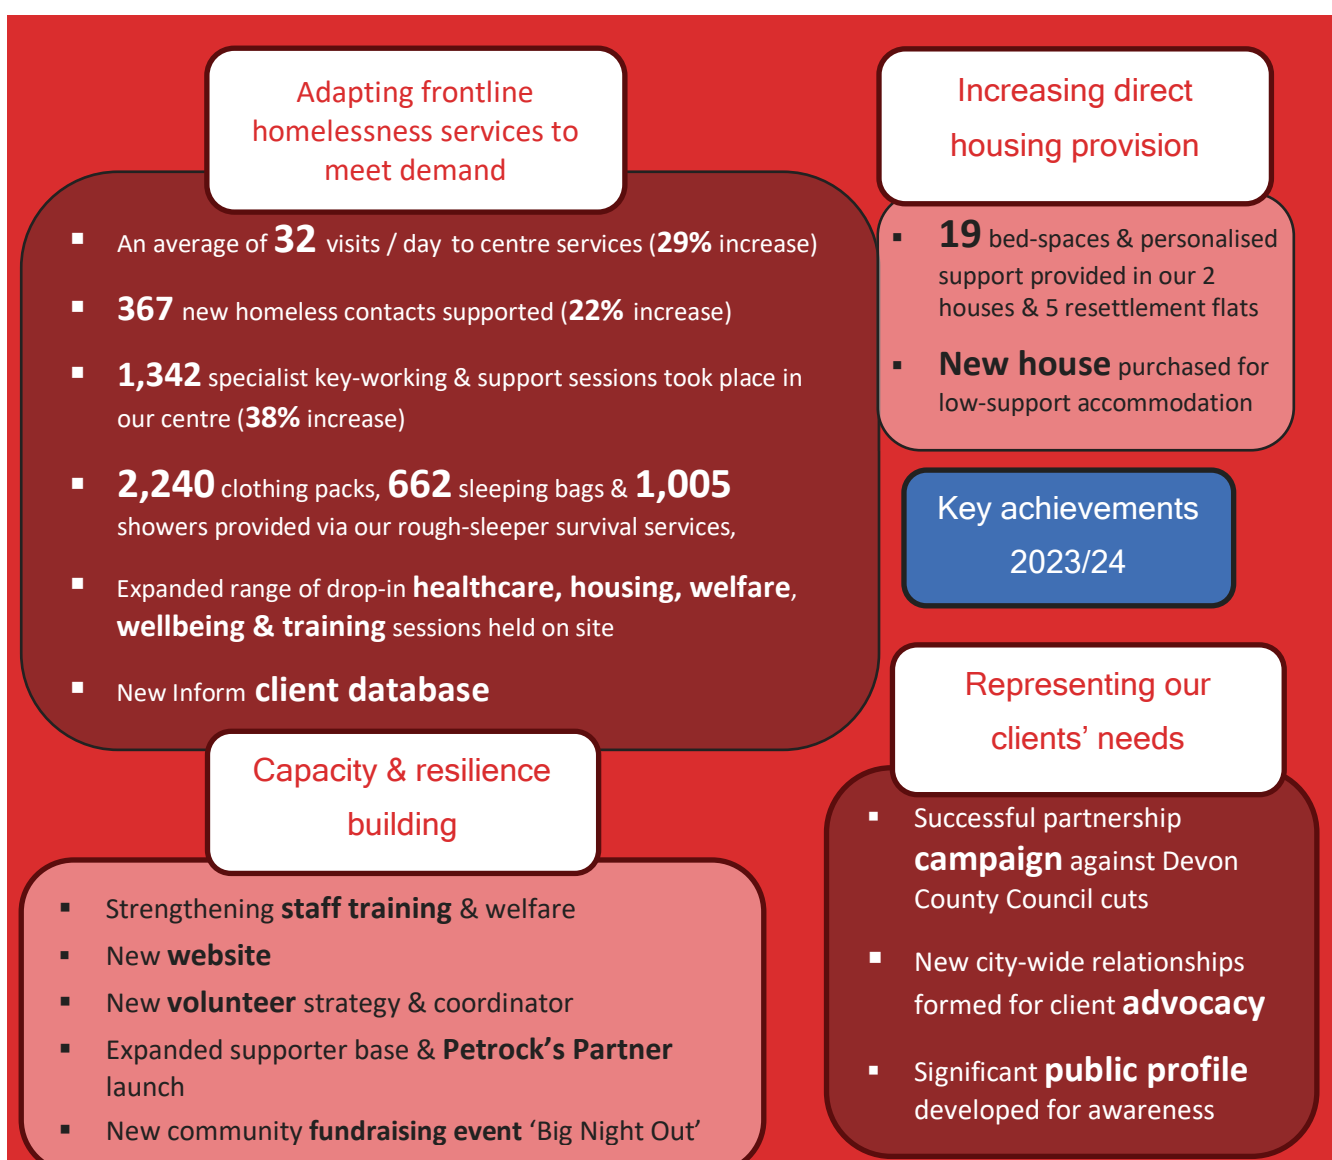 Adapting frontline
homelessness services to
meet demand
▪ An average of 32 visits / day to centre services (29% increase)
▪ 367 new homeless contacts supported (22% increase)
▪ 1,342 specialist key-working & support sessions took place in
our centre (38% increase)
▪ 2,240 clothing packs, 662 sleeping bags & 1,005
showers provided via our rough-sleeper survival services,
▪ Expanded range of drop-in healthcare, housing, welfare,
wellbeing & training sessions held on site
▪ New Inform client database
Increasing direct
housing provision
▪ 19 bed-spaces & personalised
support provided in our 2
houses & 5 resettlement flats
▪ New house purchased for
low-support accommodation
Key achievements
2023/24
Capacity & resilience
building
▪ Strengthening staff training & welfare
▪ New website
▪ New volunteer strategy & coordinator
▪ Expanded supporter base & Petrock’s Partner
launch
▪ New community fundraising event ‘Big Night Out’
Representing our
clients’ needs
▪ Successful partnership
campaign against Devon
County Council cuts
▪ New city-wide relationships
formed for client advocacy
▪ Significant public profile
developed for awareness